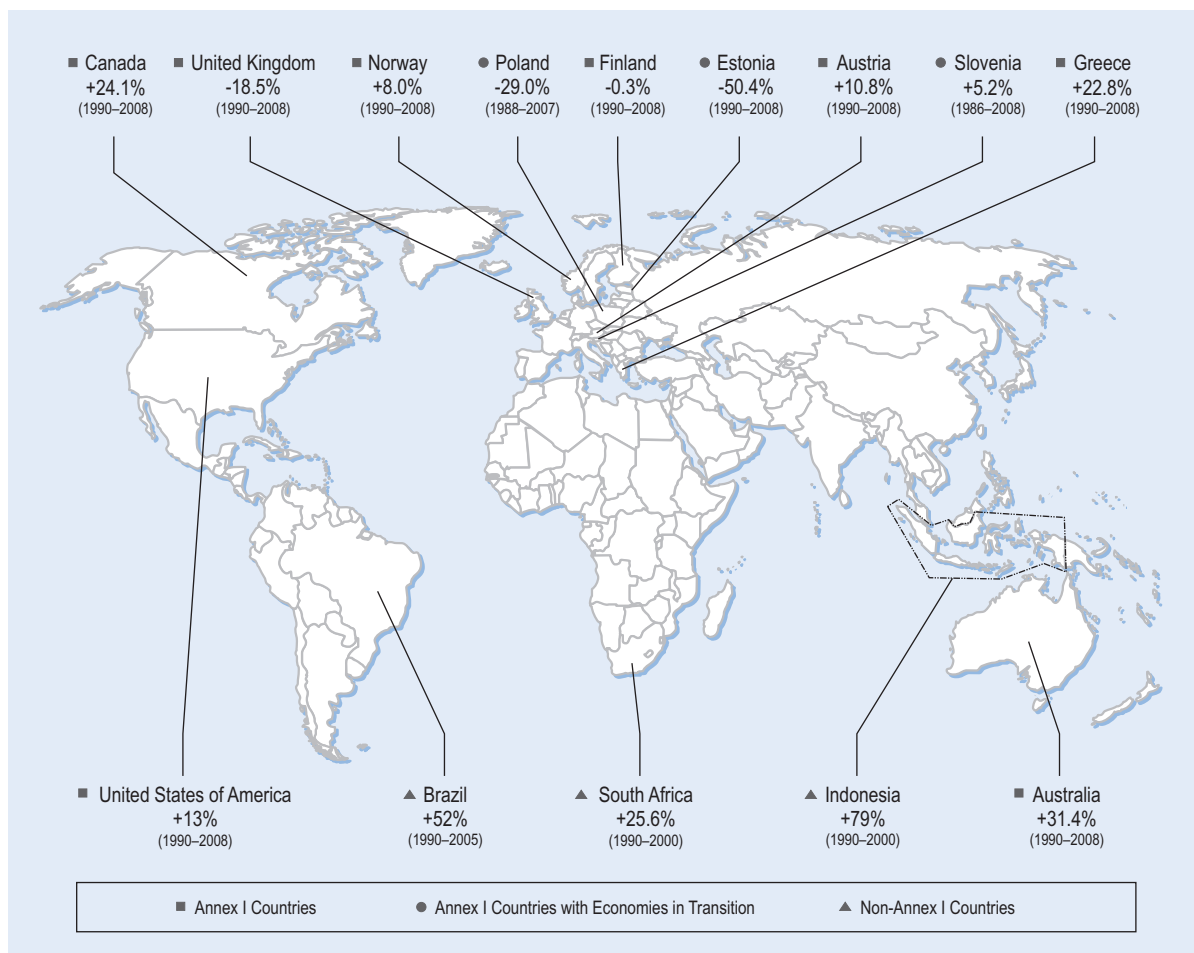 ■ Canada
+24.1%
(1990–2008)
■ United Kingdom
-18.5%
(1990–2008)
■ Norway
+8.0%
(1990–2008)
● Poland
-29.0%
(1988–2007)
■ Finland
-0.3%
(1990–2008)
● Estonia
-50.4%
(1990–2008)
■ Austria
+10.8%
(1990–2008)
● Slovenia
+5.2%
(1986–2008)
■ Greece
+22.8%
(1990–2008)
■ United States of America
+13%
(1990–2008)
▲ Brazil
+52%
(1990–2005)
▲ South Africa
+25.6%
(1990–2000)
▲ Indonesia
+79%
(1990–2000)
■ Australia
+31.4%
(1990–2008)
■ Annex I Countries ● Annex I Countries with Economies in Transition ▲ Non-Annex I Countries